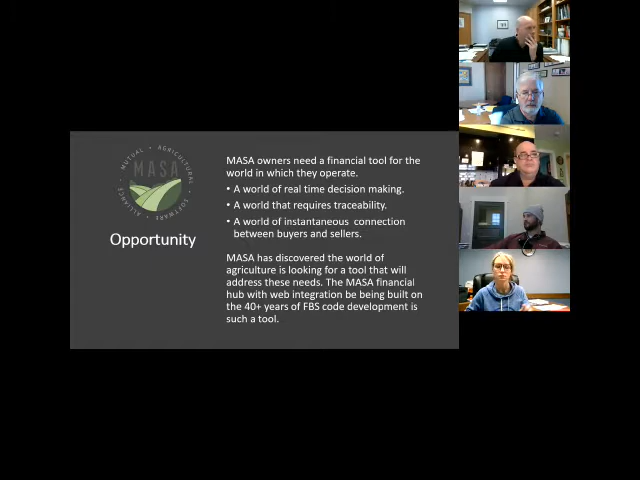 MUTUAL • AGRICULTURAL • SOFTWARE • ALLIANCE •
MASA
Opportunity
MASA owners need a financial tool for the
world in which they operate.
• A world of real time decision making.
• A world that requires traceability.
• A world of instantaneous connection
between buyers and sellers.
MASA has discovered the world of
agriculture is looking for a tool that will
address these needs. The MASA financial
hub with web integration be being built on
the 40+ years of FBS code development is
such a tool.